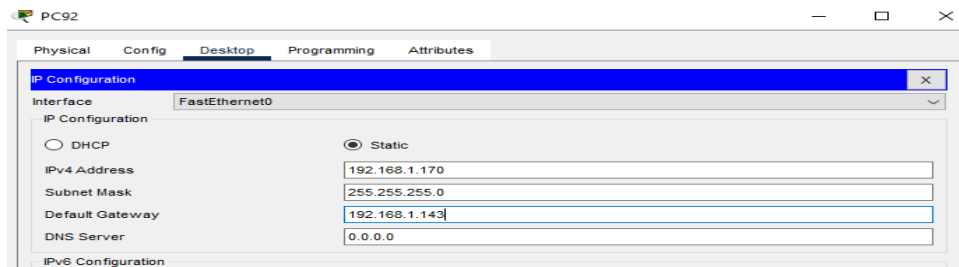 PC92
Physical Config Desktop Programming Attributes
IP Configuration X
Interface FastEthernet0
IP Configuration
DHCP Static
IPv4 Address 192.168.1.170
Subnet Mask 255.255.255.0
Default Gateway 192.168.1.143
DNS Server 0.0.0.0
IPv6 Configuration